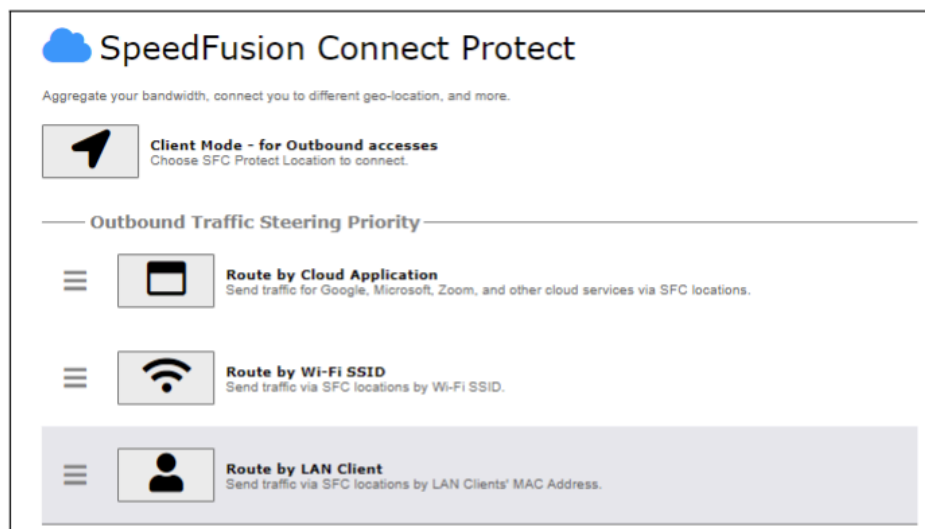 SpeedFusion Connect Protect
Aggregate your bandwidth, connect you to different geo-location, and more.
Client Mode - for Outbound accesses
Choose SFC Protect Location to connect.
Outbound Traffic Steering Priority
Route by Cloud Application
Send traffic for Google, Microsoft, Zoom, and other cloud services via SFC locations.
Route by Wi-Fi SSID
Send traffic via SFC locations by Wi-Fi SSID.
Route by LAN Client
Send traffic via SFC locations by LAN Clients' MAC Address.